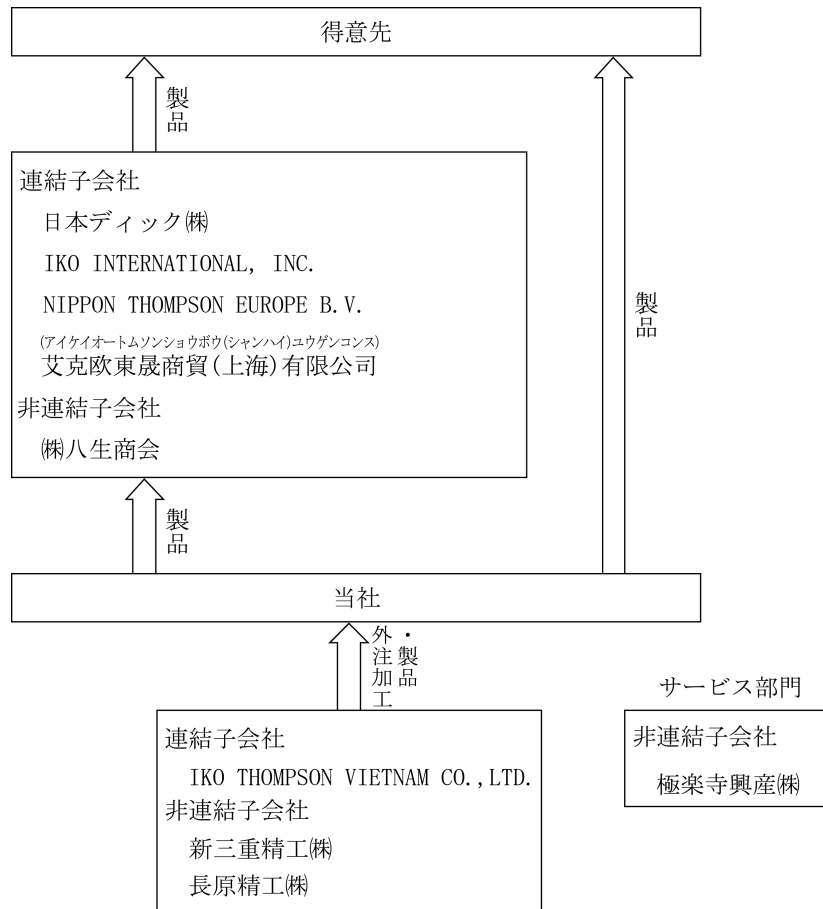 得意先
製品
連結子会社
日本ディック㈱
IKO INTERNATIONAL, INC.
NIPPON THOMPSON EUROPE B.V.
(アイケイオートムソンショウボウ(シャンハイ)ユウゲンコンス)
艾克欧東晟商貿(上海)有限公司
非連結子会社
㈱八生商会
製品
製品
当社
製品・
外注加工
連結子会社
IKO THOMPSON VIETNAM CO.,LTD.
非連結子会社
新三重精工㈱
長原精工㈱
サービス部門
非連結子会社
極楽寺興産㈱